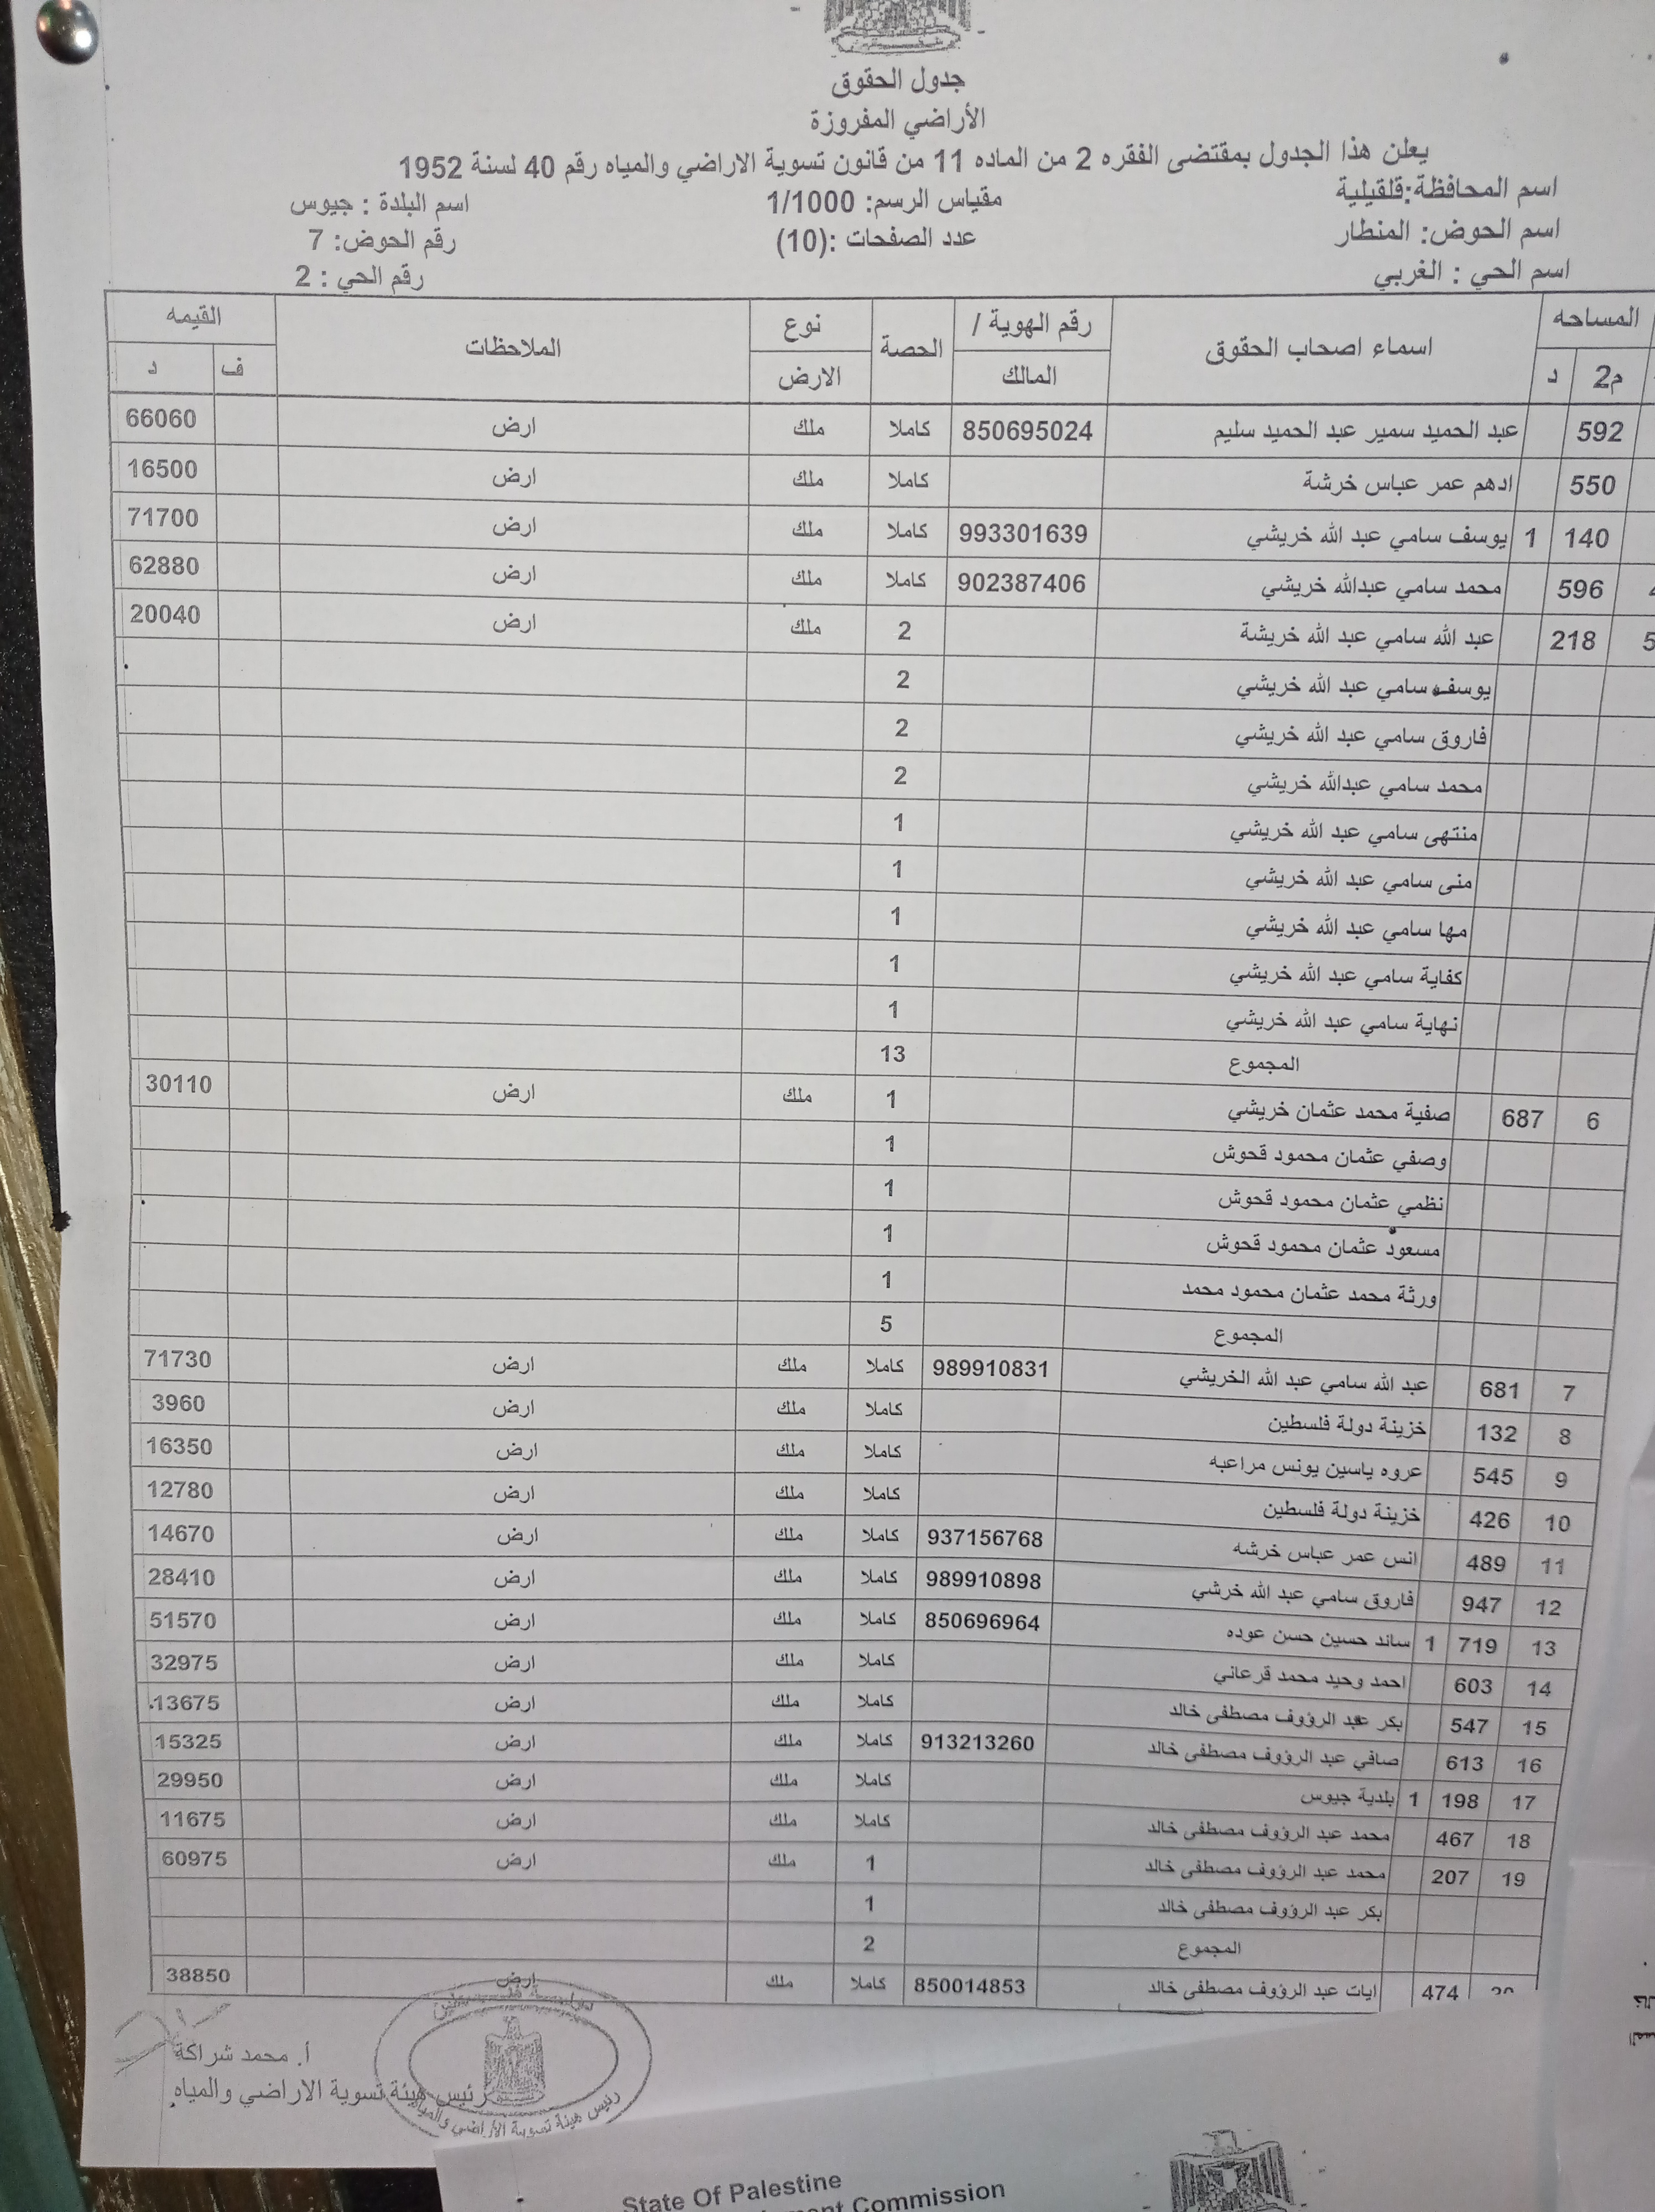 جدول الحقوق
الأراضي المفروزة
يعلن هذا الجدول بمقتضى الفقره 2 من الماده 11 من قانون تسوية الاراضي والمياه رقم 40 لسنة 1952
اسم المحافظة:قلقيلية مقياس الرسم: 1/1000 اسم البلدة : جيوس
اسم الحوض: المنطار عدد الصفحات :(10) رقم الحوض: 7
اسم الحي : الغربي رقم الحي : 2
المساحه اسماء اصحاب الحقوق رقم الهوية / الحصة نوع الملاحظات القيمه
م2 د المالك الارض ف د
592 عبد الحميد سمير عبد الحميد سليم 850695024 كاملا ملك ارض 66060
550 ادهم عمر عباس خرشة كاملا ملك ارض 16500
140 1 يوسف سامي عبد الله خريشي 993301639 كاملا ملك ارض 71700
596 محمد سامي عبدالله خريشي 902387406 كاملا ملك ارض 62880
5 218 عبد الله سامي عبد الله خريشة 2 ملك ارض 20040
يوسف سامي عبد الله خريشي 2
فاروق سامي عبد الله خريشي 2
محمد سامي عبدالله خريشي 2
منتهى سامي عبد الله خريشي 1
منى سامي عبد الله خريشي 1
مها سامي عبد الله خريشي 1
كفاية سامي عبد الله خريشي 1
نهاية سامي عبد الله خريشي 1
المجموع 13
6 687 صفية محمد عثمان خريشي 1 ملك ارض 30110
وصفي عثمان محمود قحوش 1
نظمي عثمان محمود قحوش 1
مسعود عثمان محمود قحوش 1
ورثة محمد عثمان محمود محمد 1
المجموع 5
7 681 عبد الله سامي عبد الله الخريشي 989910831 كاملا ملك ارض 71730
8 132 خزينة دولة فلسطين كاملا ملك ارض 3960
9 545 عروه ياسين يونس مراعبه كاملا ملك ارض 16350
10 426 خزينة دولة فلسطين كاملا ملك ارض 12780
11 489 انس عمر عباس خرشه 937156768 كاملا ملك ارض 14670
12 947 فاروق سامي عبد الله خرشي 989910898 كاملا ملك ارض 28410
13 719 1 ساند حسين حسن عوده 850696964 كاملا ملك ارض 51570
14 603 احمد وحيد محمد قرعاني كاملا ملك ارض 32975
15 547 بكر عبد الرؤوف مصطفى خالد كاملا ملك ارض 13675
16 613 صافي عبد الرؤوف مصطفى خالد 913213260 كاملا ملك ارض 15325
17 198 1 بلدية جيوس كاملا ملك ارض 29950
18 467 محمد عبد الرؤوف مصطفى خالد كاملا ملك ارض 11675
19 207 محمد عبد الرؤوف مصطفى خالد 1 ملك ارض 60975
بكر عبد الرؤوف مصطفى خالد 1
المجموع 2
474 ايات عبد الرؤوف مصطفى خالد 850014853 كاملا ملك ارض 38850
أ. محمد شراكة
رئيس هيئة تسوية الاراضي والمياه
رئيس هيئة تسوية الأراضي والمياه
State Of Palestine
Commission